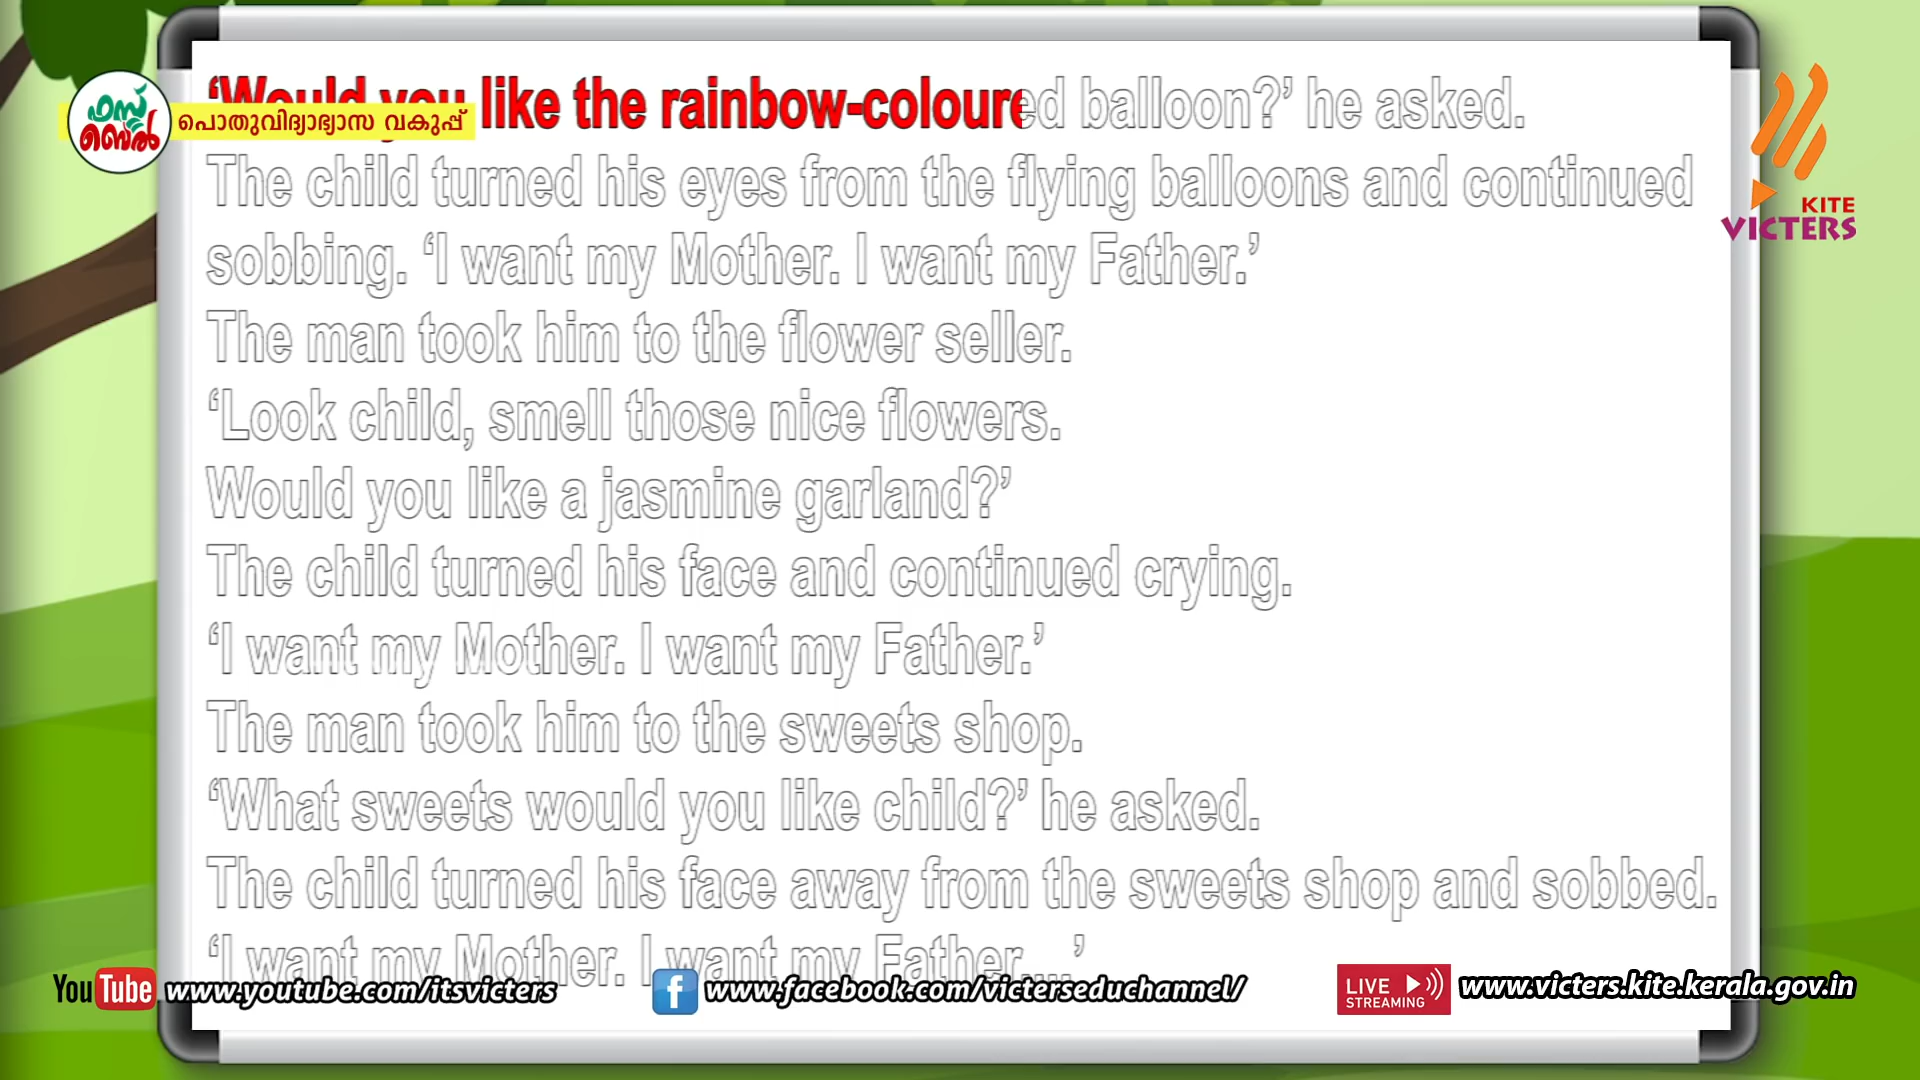 ‘Would you like the rainbow-coloured balloon?’ he asked.
The child turned his eyes from the flying balloons and continued
sobbing. ‘I want my Mother. I want my Father.’
The man took him to the flower seller.
‘Look child, smell those nice flowers.
Would you like a jasmine garland?’
The child turned his face and continued crying.
‘I want my Mother. I want my Father.’
The man took him to the sweets shop.
‘What sweets would you like child?’ he asked.
The child turned his face away from the sweets shop and sobbed.
‘I want my Mother. I want my Father....’
ഫസ്റ്റ്
ബെൽ
പൊതുവിദ്യാഭ്യാസ വകുപ്പ്
KITE
VICTERS
YouTube www.youtube.com/itsvicters
f www.facebook.com/victerseduchannel/
LIVE
STREAMING
www.victers.kite.kerala.gov.in